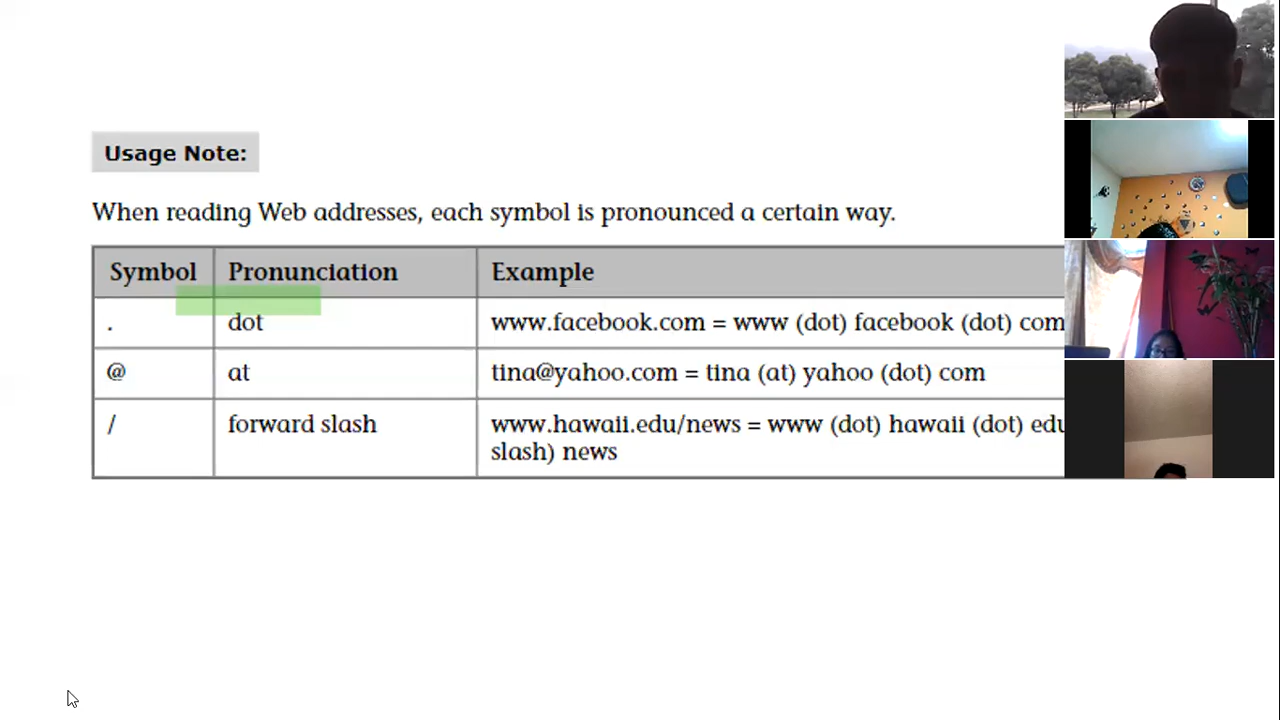 Usage Note:
When reading Web addresses, each symbol is pronounced a certain way.
Symbol Pronunciation Example
. dot www.facebook.com = www (dot) facebook (dot) com
@ at tina@yahoo.com = tina (at) yahoo (dot) com
/ forward slash www.hawaii.edu/news = www (dot) hawaii (dot) edu
slash) news